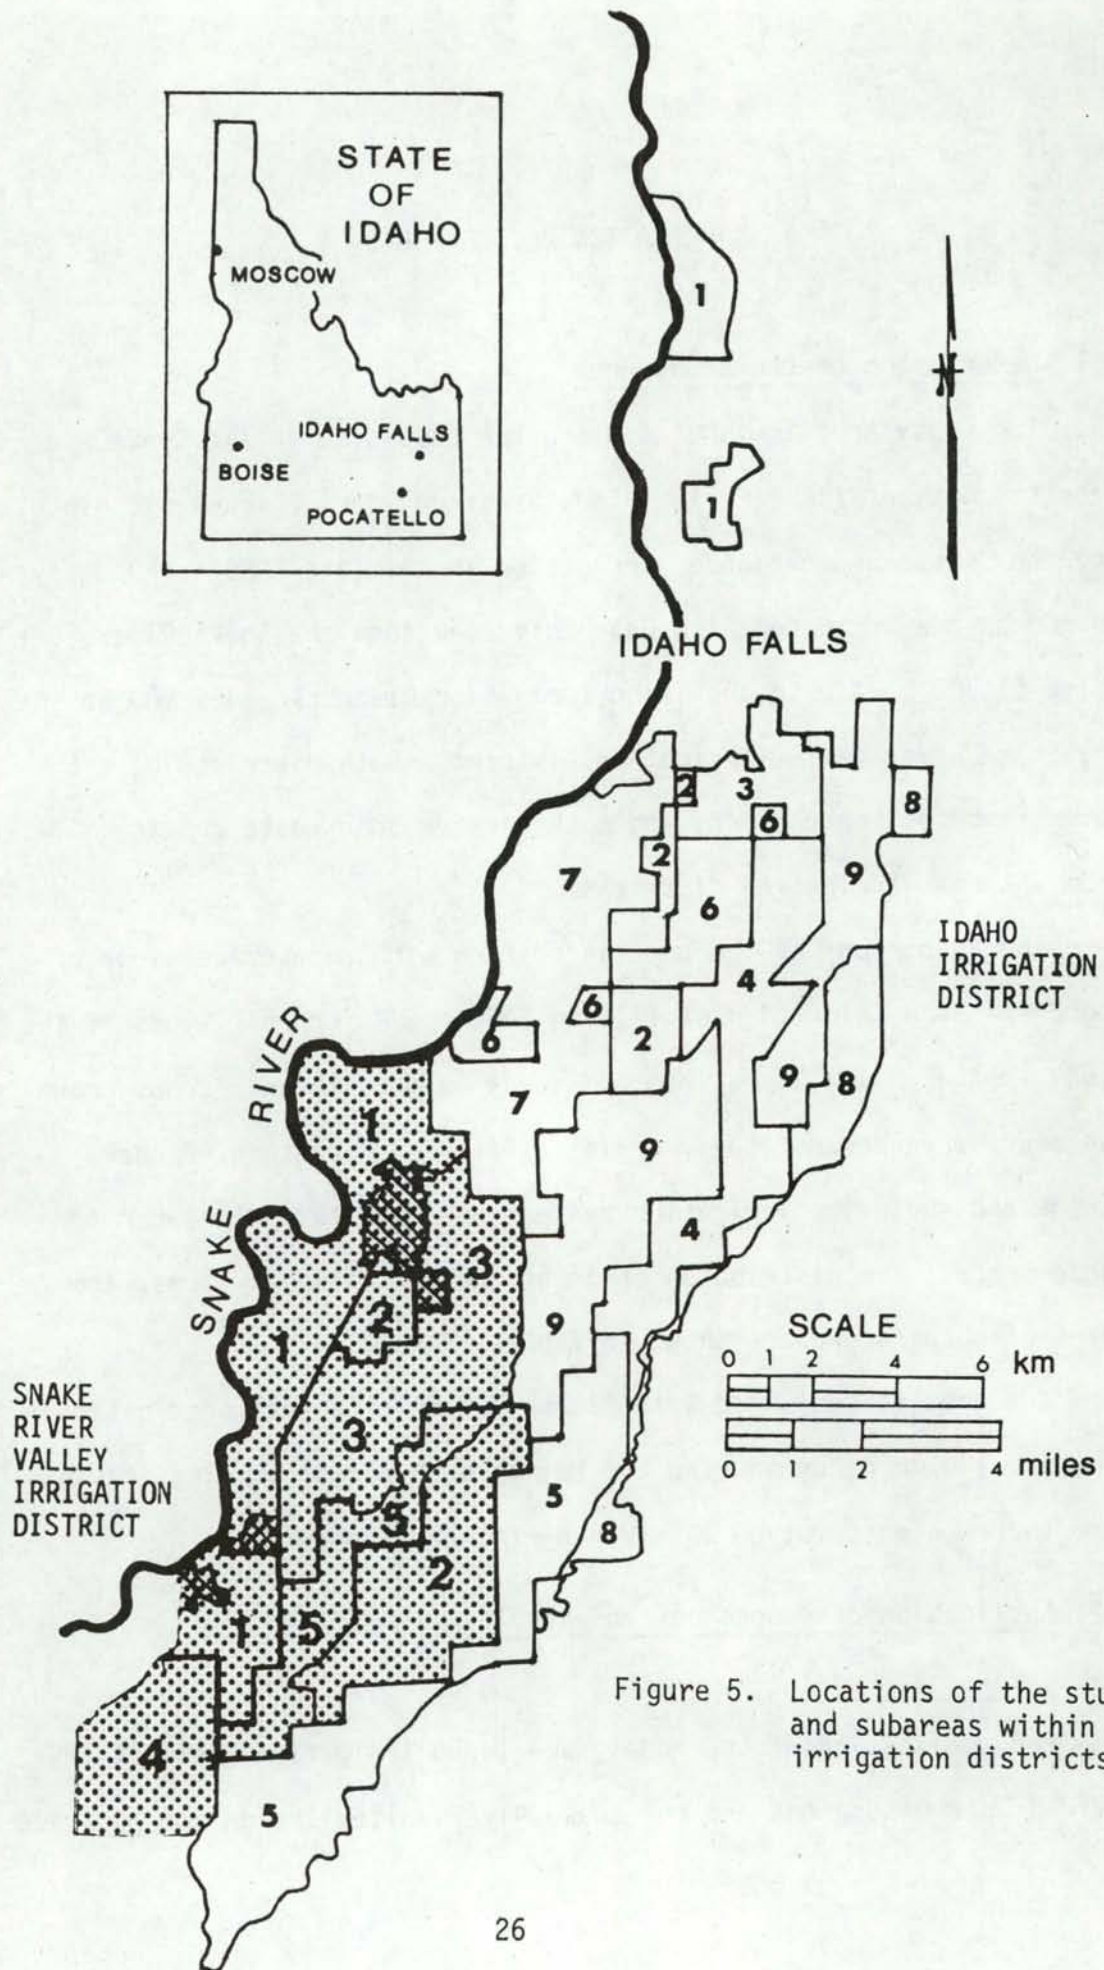 STATE
OF
IDAHO
MOSCOW
IDAHO FALLS
BOISE
POCATELLO
1
N
1
IDAHO FALLS
2
3
8
6
2
7
9
6
IDAHO
IRRIGATION
DISTRICT
4
6
6
2
9
8
7
RIVER
1
9
SNAKE
4
3
2
9
1
SCALE
0 1 2 4 6 km
0 1 2 4 miles
SNAKE
RIVER
VALLEY
IRRIGATION
DISTRICT
3
5
5
8
2
1
5
4
5
Figure 5. Locations of the
and subareas within
irrigation districts
26